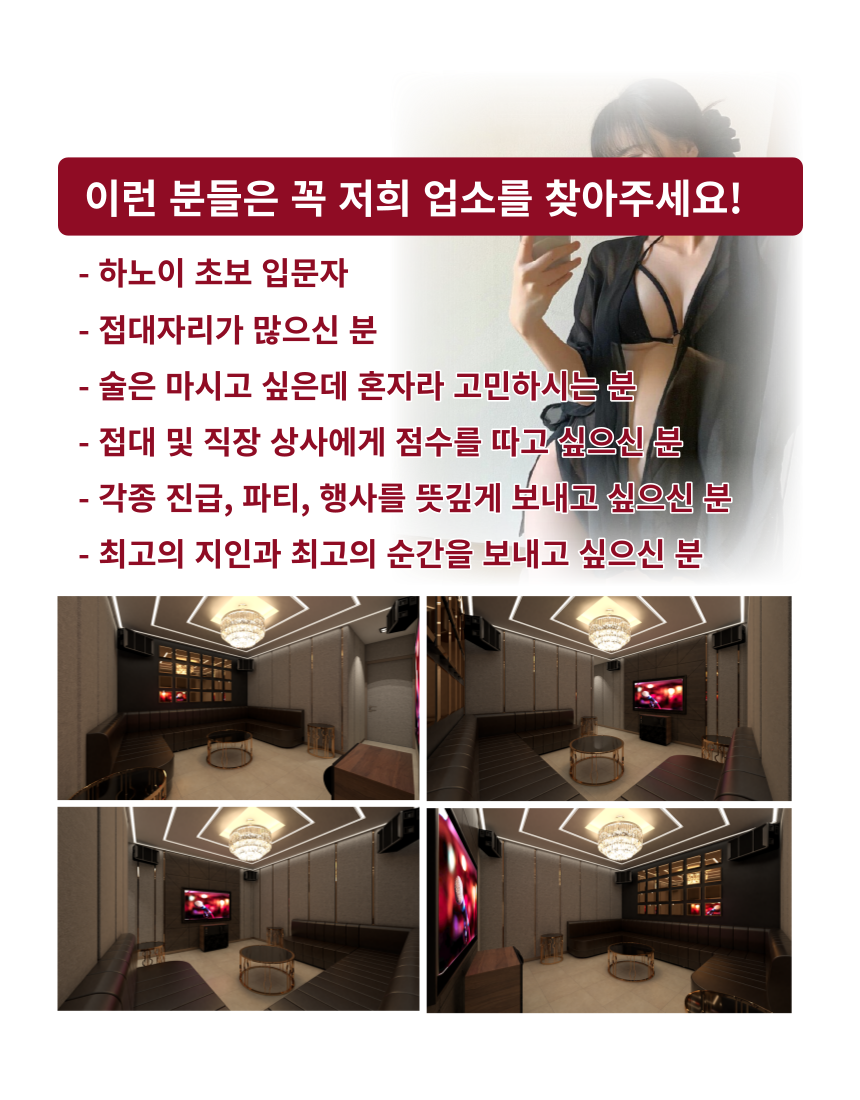 이런 분들은 꼭 저희 업소를 찾아주세요!
- 하노이 초보 입문자
- 접대자리가 많으신 분
- 술은 마시고 싶은데 혼자라 고민하시는 분
- 접대 및 직장 상사에게 점수를 따고 싶으신 분
- 각종 진급, 파티, 행사를 뜻깊게 보내고 싶으신 분
- 최고의 지인과 최고의 순간을 보내고 싶으신 분